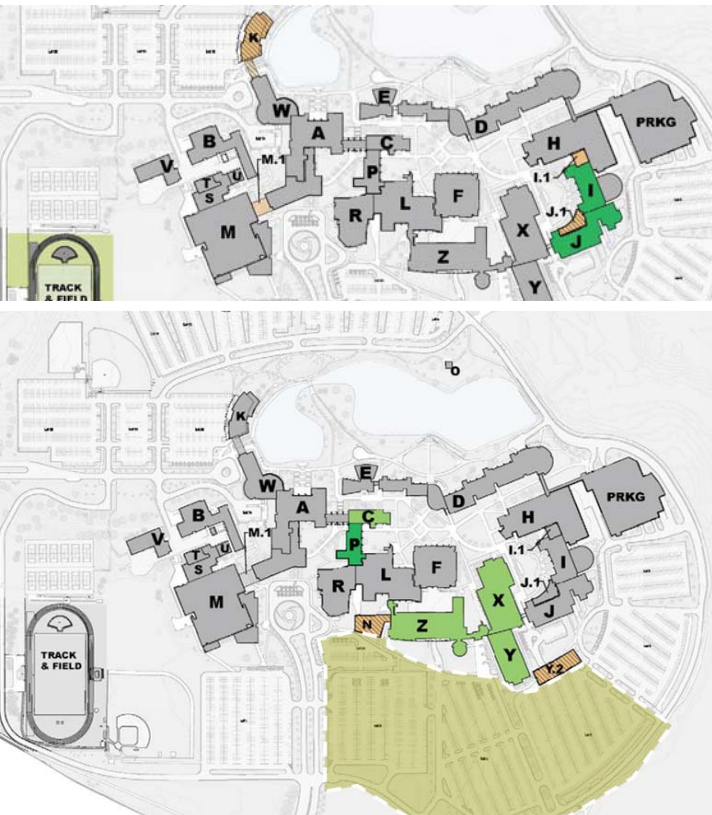 K
W
A
E
C
D
H
PRKG
B
V
T
U
S
M.1
P
R
L
F
I.1
I
J.1
J
M
X
Z
Y
TRACK
& FIELD
O
K
E
W
A
C
D
H
PRKG
B
V
T
U
S
M.1
P
I.1
I
R
L
F
J.1
J
M
X
N
Z
Y
Y.2
TRACK
& FIELD